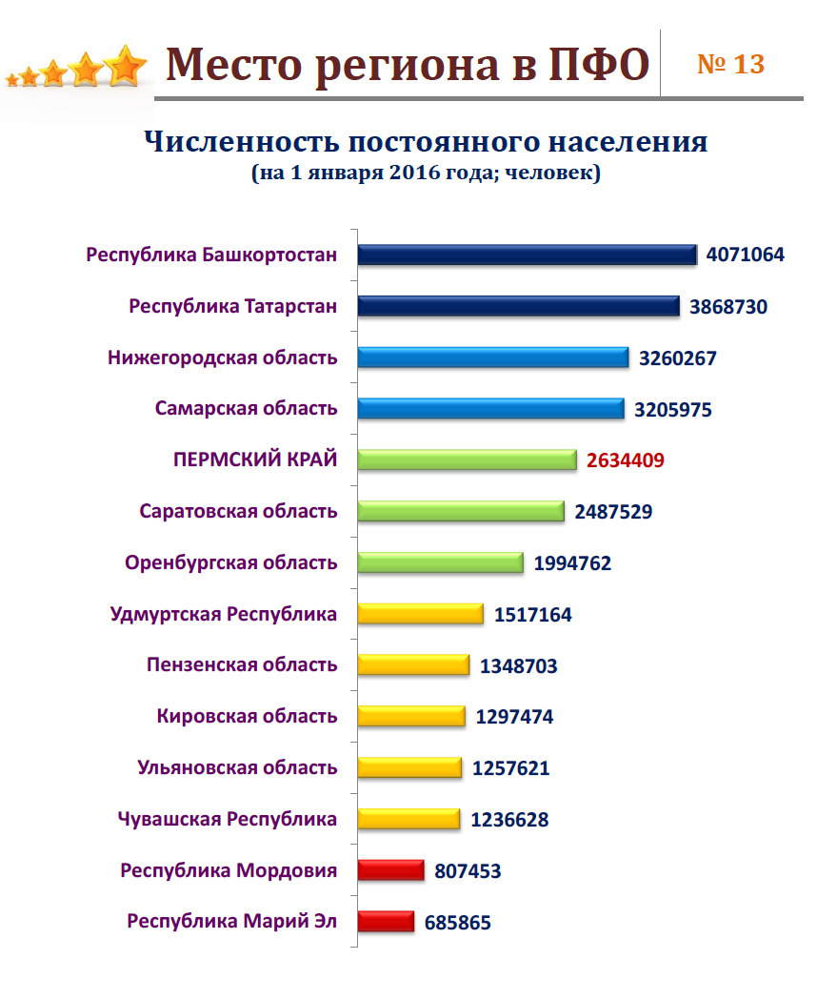 Место региона в ПФО
№ 13
Численность постоянного населения
(на 1 января 2016 года; человек)
Республика Башкортостан 4071064
Республика Татарстан 3868730
Нижегородская область 3260267
Самарская область 3205975
ПЕРМСКИЙ КРАЙ 2634409
Саратовская область 2487529
Оренбургская область 1994762
Удмуртская Республика 1517164
Пензенская область 1348703
Кировская область 1297474
Ульяновская область 1257621
Чувашская Республика 1236628
Республика Мордовия 807453
Республика Марий Эл 685865